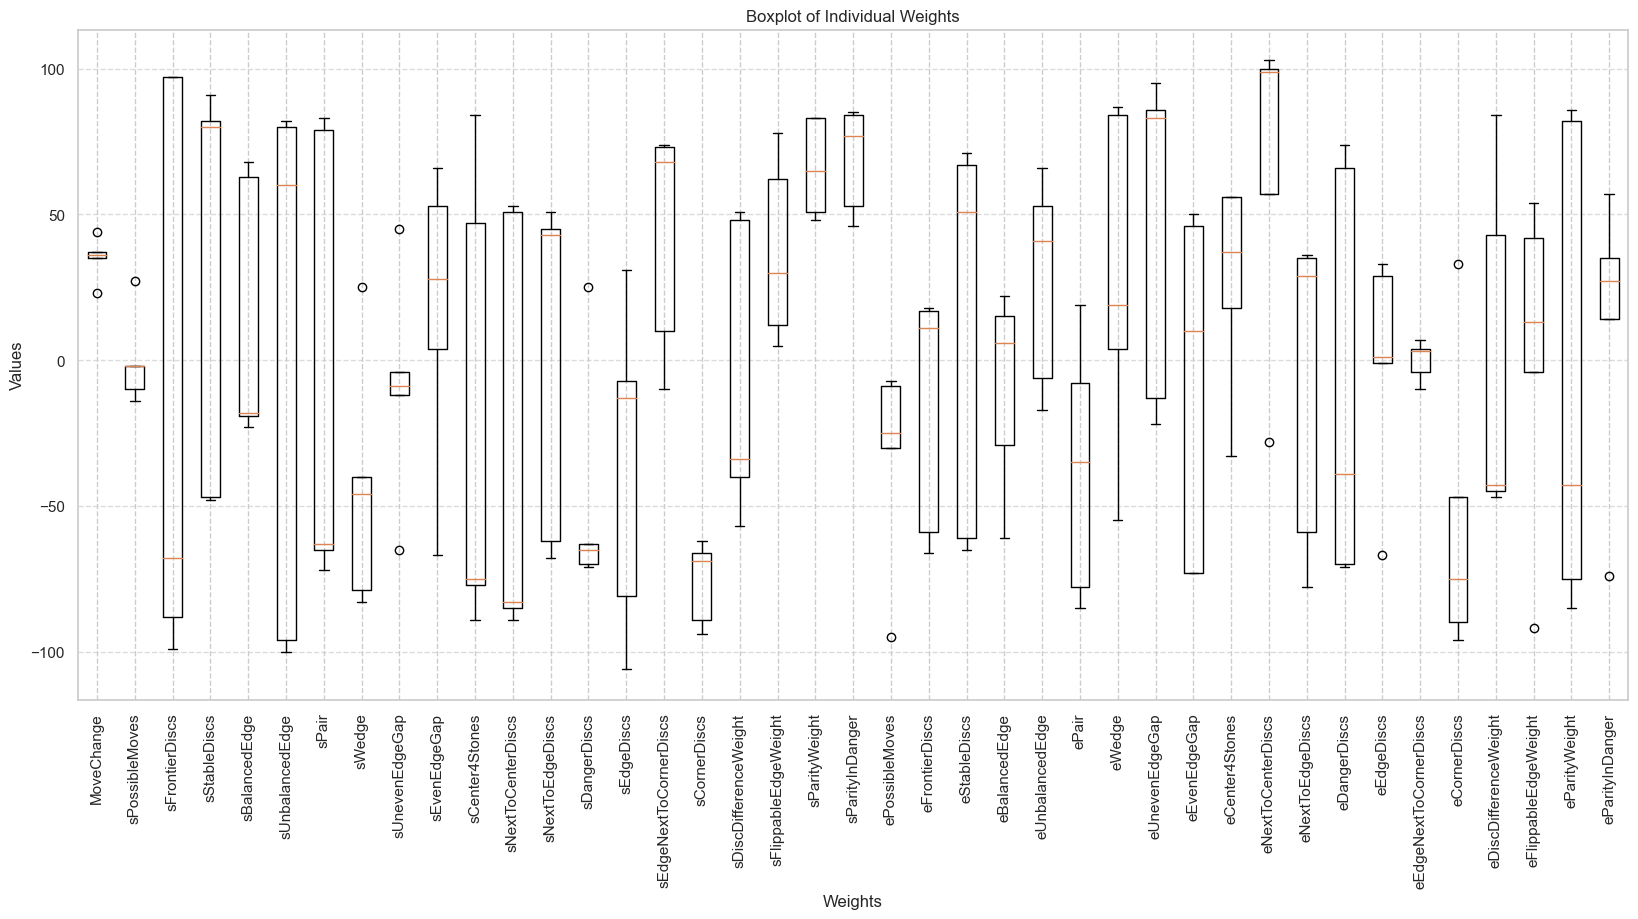 Boxplot of Individual Weights
Values
100
50
0
−50
−100
MoveChange
sPossibleMoves
sFrontierDiscs
sStableDiscs
sBalancedEdge
sUnbalancedEdge
sPair
sWedge
sUnevenEdgeGap
sEvenEdgeGap
sCenter4Stones
sNextToCenterDiscs
sNextToEdgeDiscs
sDangerDiscs
sEdgeDiscs
sEdgeNextToCornerDiscs
sCornerDiscs
sDiscDifferenceWeight
sFlippableEdgeWeight
sParityWeight
sParityInDanger
ePossibleMoves
eFrontierDiscs
eStableDiscs
eBalancedEdge
eUnbalancedEdge
ePair
eWedge
eUnevenEdgeGap
eEvenEdgeGap
eCenter4Stones
eNextToCenterDiscs
eNextToEdgeDiscs
eDangerDiscs
eEdgeDiscs
eEdgeNextToCornerDiscs
eCornerDiscs
eDiscDifferenceWeight
eFlippableEdgeWeight
eParityWeight
eParityInDanger
Weights